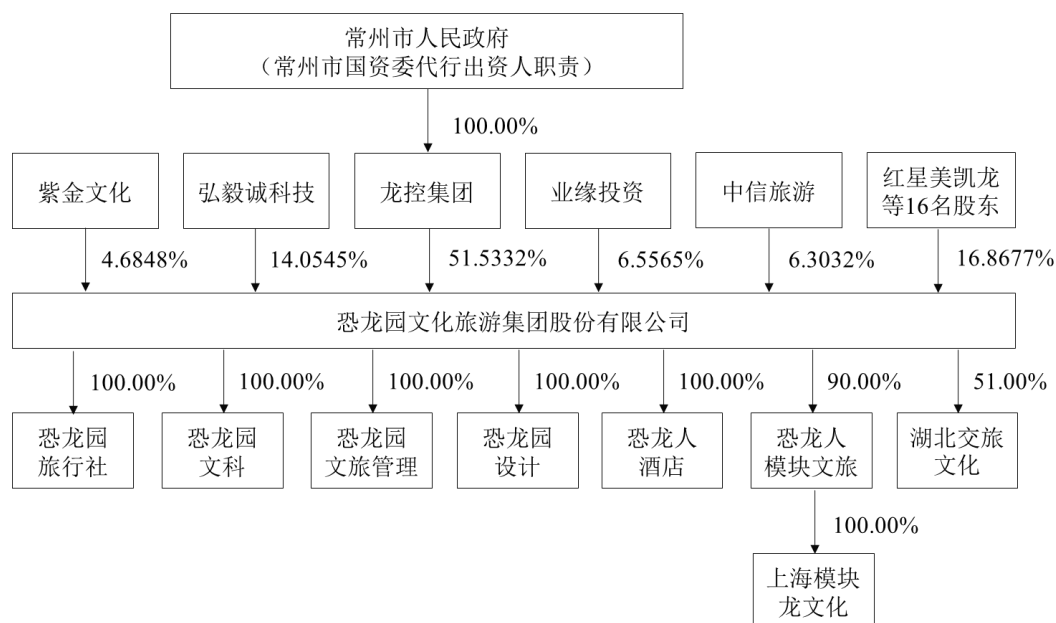 常州市人民政府
（常州市国资委代行出资人职责）
100.00%
紫金文化
弘毅诚科技
龙控集团
业缘投资
中信旅游
红星美凯龙
等16名股东
4.6848%
14.0545%
51.5332%
6.5565%
6.3032%
16.8677%
恐龙园文化旅游集团股份有限公司
100.00%
100.00%
100.00%
100.00%
100.00%
90.00%
51.00%
恐龙园
旅行社
恐龙园
文科
恐龙园
文旅管理
恐龙园
设计
恐龙人
酒店
恐龙人
模块文旅
湖北交旅
文化
100.00%
上海模块
龙文化